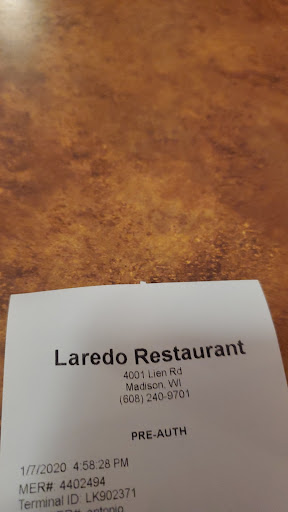 Laredo Restaurant
4001 Lien Rd
Madison, WI
(608) 240-9701
PRE-AUTH
1/7/2020 4:58:28 PM
MER#: 4402494
Terminal ID: LK902371
antonio